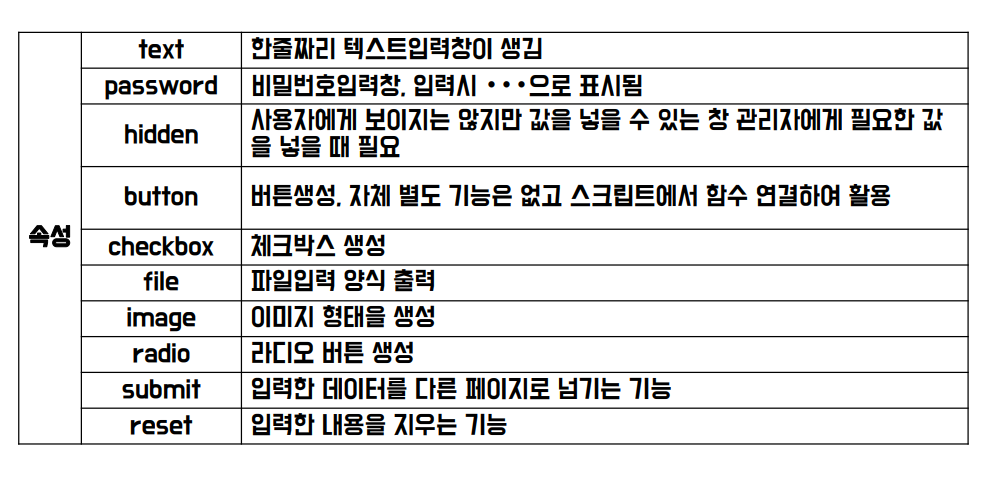 text 한줄짜리 텍스트입력창이 생김
password 비밀번호입력창, 입력시 •••으로 표시됨
hidden 사용자에게 보이지는 않지만 값을 넣을 수 있는 창 관리자에게 필요한 값
을 넣을 때 필요
button 버튼생성, 자체 별도 기능은 없고 스크립트에서 함수 연결하여 활용
속성
checkbox 체크박스 생성
file 파일입력 양식 출력
image 이미지 형태을 생성
radio 라디오 버튼 생성
submit 입력한 데이터를 다른 페이지로 넘기는 기능
reset 입력한 내용을 지우는 기능